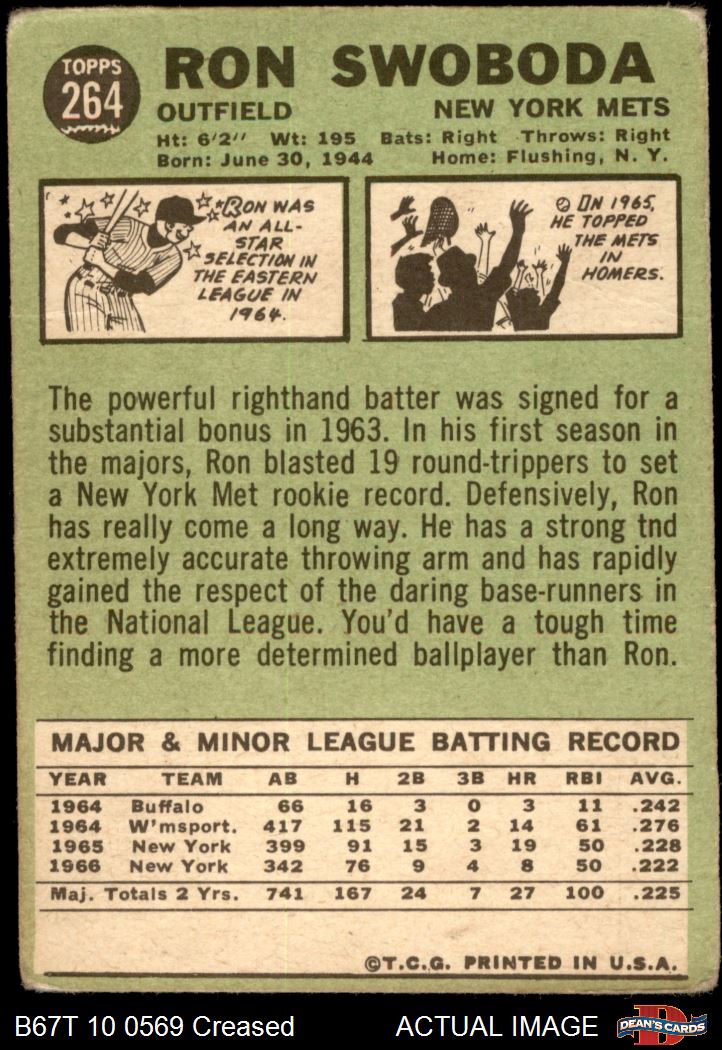 TOPPS
264
RON SWOBODA
OUTFIELD NEW YORK METS
Ht: 6'2'' Wt: 195 Bats: Right Throws: Right
Born: June 30, 1944 Home: Flushing, N. Y.
RON WAS
AN ALL-
STAR
SELECTION IN
THE EASTERN
LEAGUE IN
1964.
IN 1965,
HE TOPPED
THE METS
IN
HOMERS.
The powerful righthand batter was signed for a
substantial bonus in 1963. In his first season in
the majors, Ron blasted 19 round-trippers to set
a New York Met rookie record. Defensively, Ron
has really come a long way. He has a strong tnd
extremely accurate throwing arm and has rapidly
gained the respect of the daring base-runners in
the National League. You'd have a tough time
finding a more determined ballplayer than Ron.
MAJOR & MINOR LEAGUE BATTING RECORD
YEAR TEAM AB H 2B 3B HR RBI AVG.
1964 Buffalo 66 16 3 0 3 11 .242
1964 W'msport. 417 115 21 2 14 61 .276
1965 New York 399 91 15 3 19 50 .228
1966 New York 342 76 9 4 8 50 .222
Maj. Totals 2 Yrs. 741 167 24 7 27 100 .225
©T.C.G. PRINTED IN U.S.A.
B67T 10 0569 Creased ACTUAL IMAGE DEAN'S CARDS